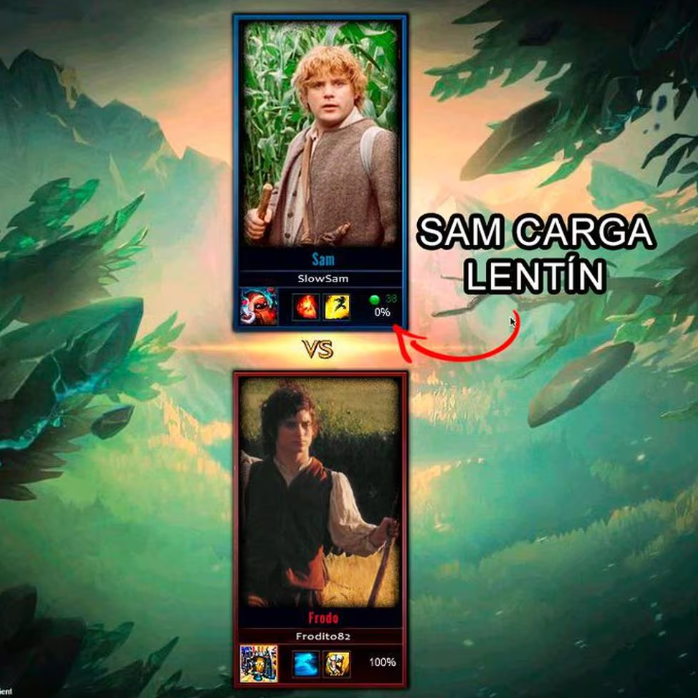 Sam
SlowSam
38
0%
SAM CARGA
LENTÍN
VS
Frodo
Frodito82
100%